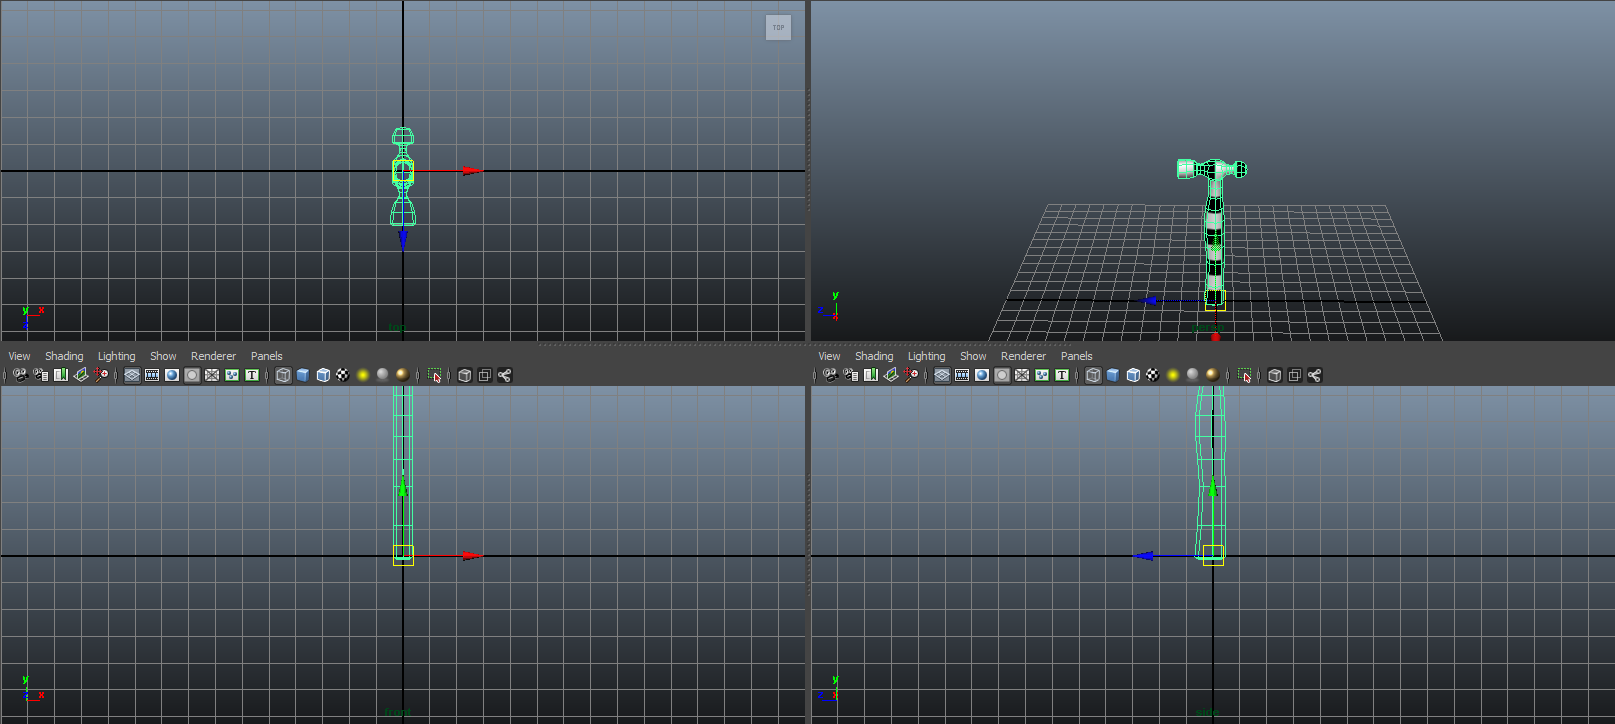 TOP
y
x
z
top
y
z
persp
View Shading Lighting Show Renderer Panels
View Shading Lighting Show Renderer Panels
T
T
y
x
front
y
z
side